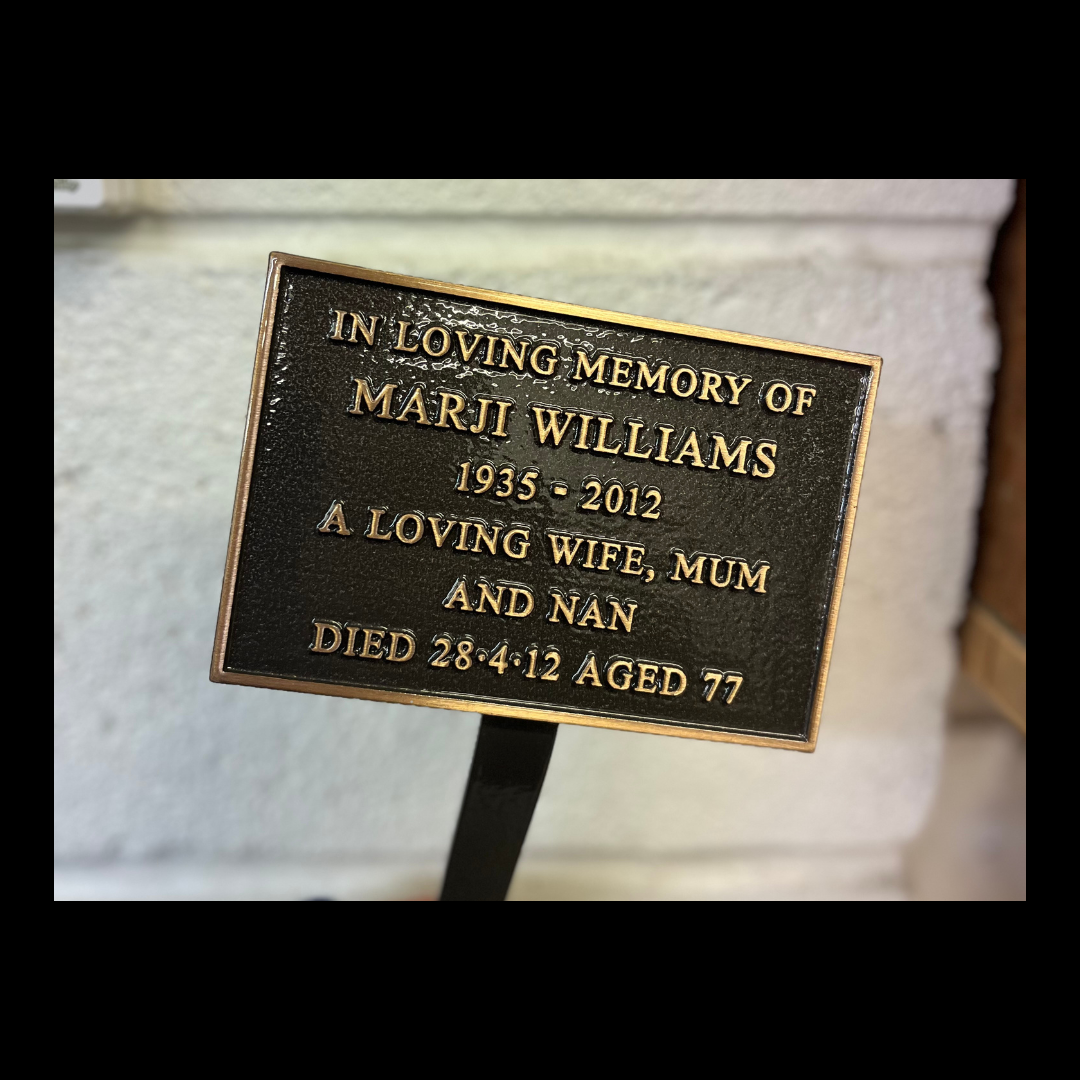 IN LOVING MEMORY OF
MARJI WILLIAMS
1935 - 2012
A LOVING WIFE, MUM
AND NAN
DIED 28·4·12 AGED 77